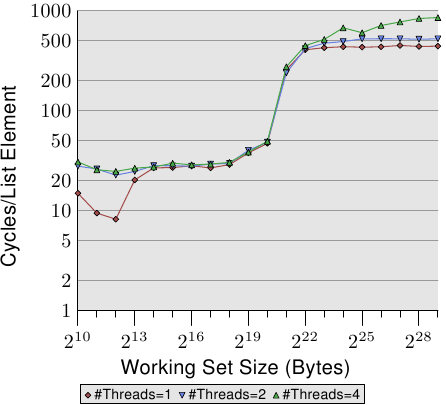 1000
500
200
100
50
20
10
5
2
1
Cycles/List Element
2^10 2^13 2^16 2^19 2^22 2^25 2^28
Working Set Size (Bytes)
#Threads=1 #Threads=2 #Threads=4